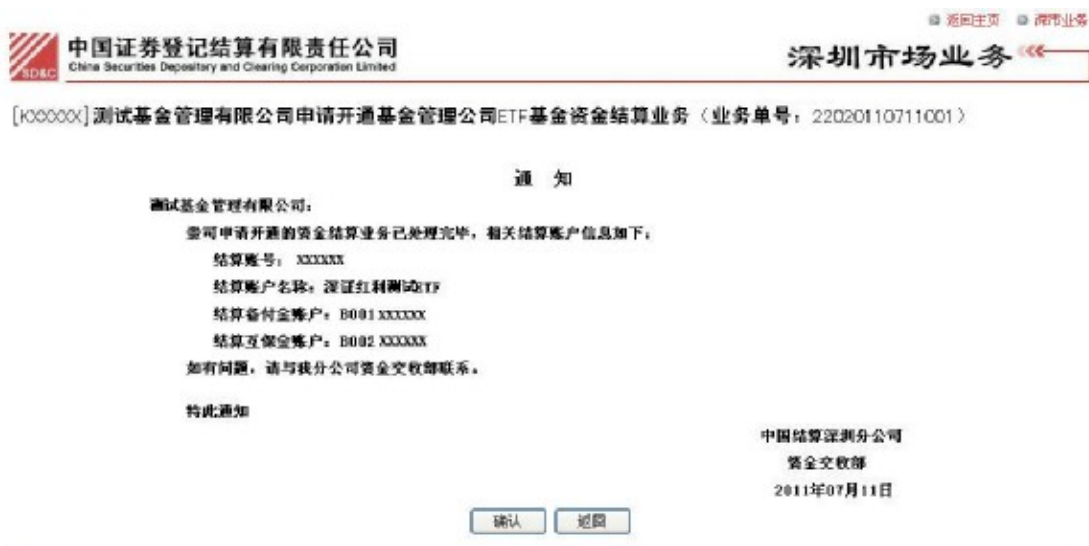 返回主页 深市业务
中国证券登记结算有限责任公司
China Securities Depository and Clearing Corporation Limited
SD&C
深圳市场业务
[KXXXXX]测试基金管理有限公司申请开通基金管理公司ETF基金资金结算业务（业务单号：22020110711001）
通 知
测试基金管理有限公司：
贵司申请开通的资金结算业务已处理完毕，相关结算账户信息如下：
结算账号：XXXXXX
结算账户名称：深证红利测试ETF
结算备付金账户：B001XXXXXX
结算互保金账户：B002XXXXXX
如有问题，请与我分公司资金交收部联系。
特此通知
中国结算深圳分公司
资金交收部
2011年07月11日
确认 返回